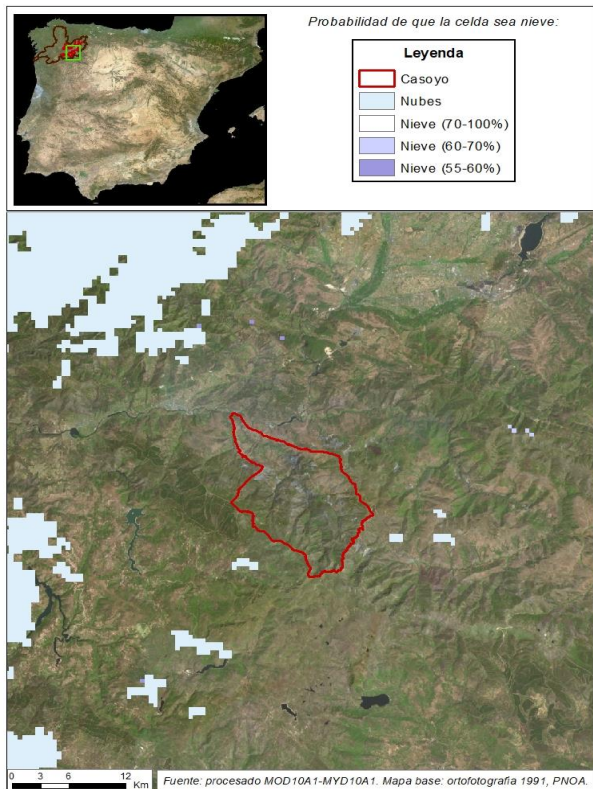 Probabilidad de que la celda sea nieve:
Leyenda
Casoyo
Nubes
Nieve (70-100%)
Nieve (60-70%)
Nieve (55-60%)
0 3 6 12
Km
Fuente: procesado MOD10A1-MYD10A1. Mapa base: ortofotografia 1991, PNOA.